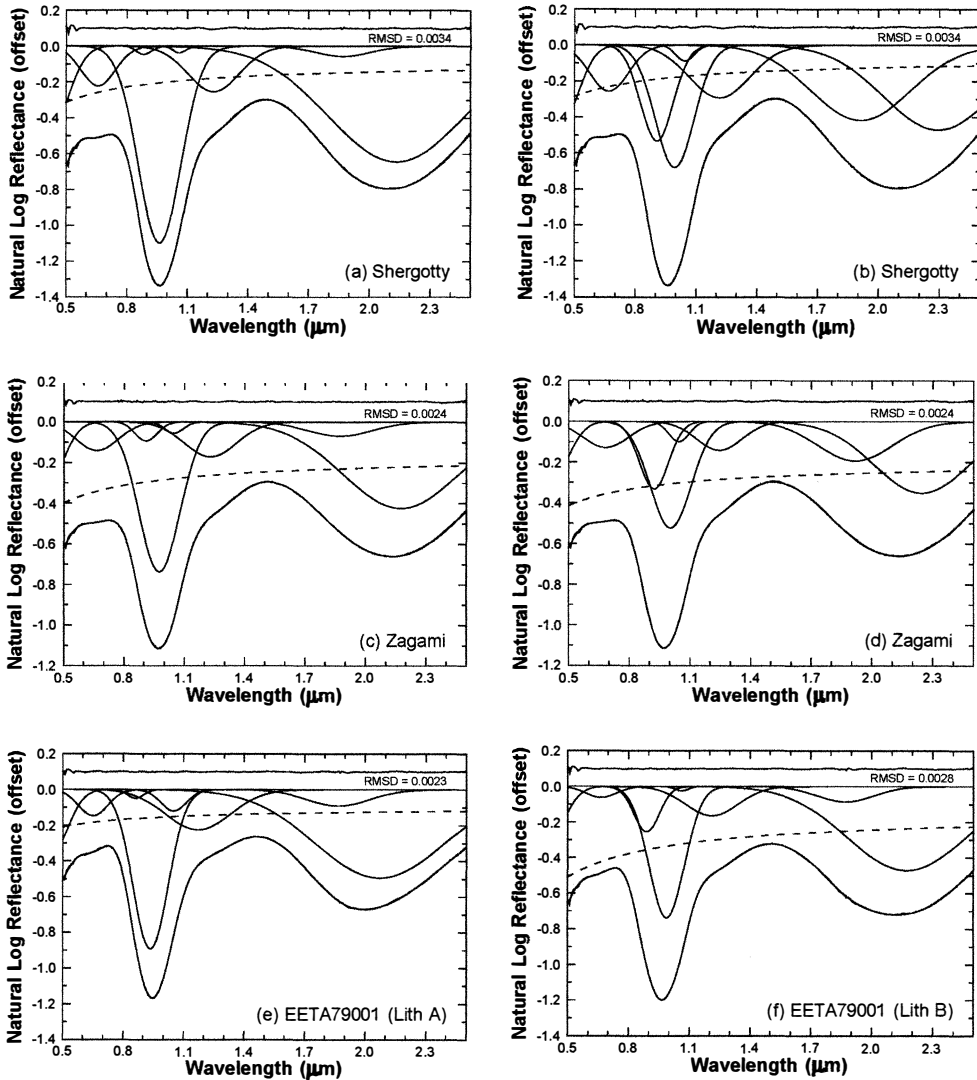 Natural Log Reflectance (offset)
0.2
0.0
-0.2
-0.4
-0.6
-0.8
-1.0
-1.2
-1.4
RMSD = 0.0034
(a) Shergotty
0.5 0.8 1.1 1.4 1.7 2.0 2.3
Wavelength (μm)
Natural Log Reflectance (offset)
0.2
0.0
-0.2
-0.4
-0.6
-0.8
-1.0
-1.2
-1.4
RMSD = 0.0034
(b) Shergotty
0.5 0.8 1.1 1.4 1.7 2.0 2.3
Wavelength (μm)
Natural Log Reflectance (offset)
0.2
0.0
-0.2
-0.4
-0.6
-0.8
-1.0
-1.2
RMSD = 0.0024
(c) Zagami
0.5 0.8 1.1 1.4 1.7 2.0 2.3
Wavelength (μm)
Natural Log Reflectance (offset)
0.2
0.0
-0.2
-0.4
-0.6
-0.8
-1.0
-1.2
RMSD = 0.0024
(d) Zagami
0.5 0.8 1.1 1.4 1.7 2.0 2.3
Wavelength (μm)
Natural Log Reflectance (offset)
0.2
0.0
-0.2
-0.4
-0.6
-0.8
-1.0
-1.2
-1.4
RMSD = 0.0023
(e) EETA79001 (Lith A)
0.5 0.8 1.1 1.4 1.7 2.0 2.3
Wavelength (μm)
Natural Log Reflectance (offset)
0.2
0.0
-0.2
-0.4
-0.6
-0.8
-1.0
-1.2
-1.4
RMSD = 0.0028
(f) EETA79001 (Lith B)
0.5 0.8 1.1 1.4 1.7 2.0 2.3
Wavelength (μm)